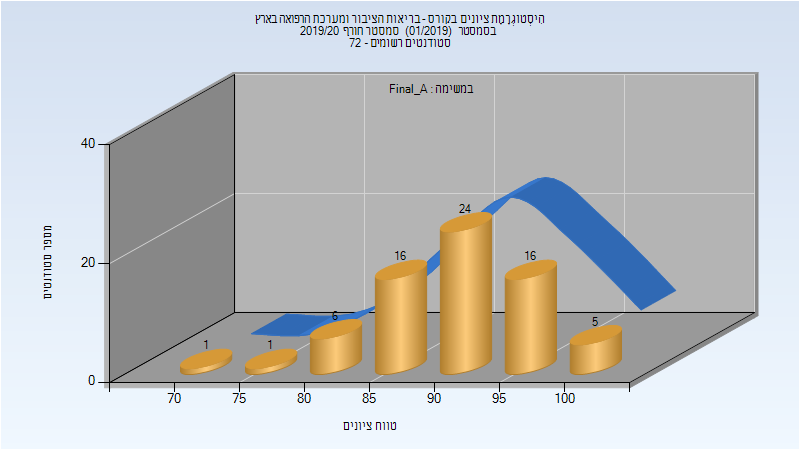 היסטוגרמת ציונים בקורס - בריאות הציבור ומערכת הרפואה בארץ
בסמסטר (01/2019) סמסטר חורף 2019/20
סטודנטים רשומים - 72
במשימה : Final_A
40
20
0
מספר סטודנטים
1
1
6
16
24
16
5
70
75
80
85
90
95
100
טווח ציונים